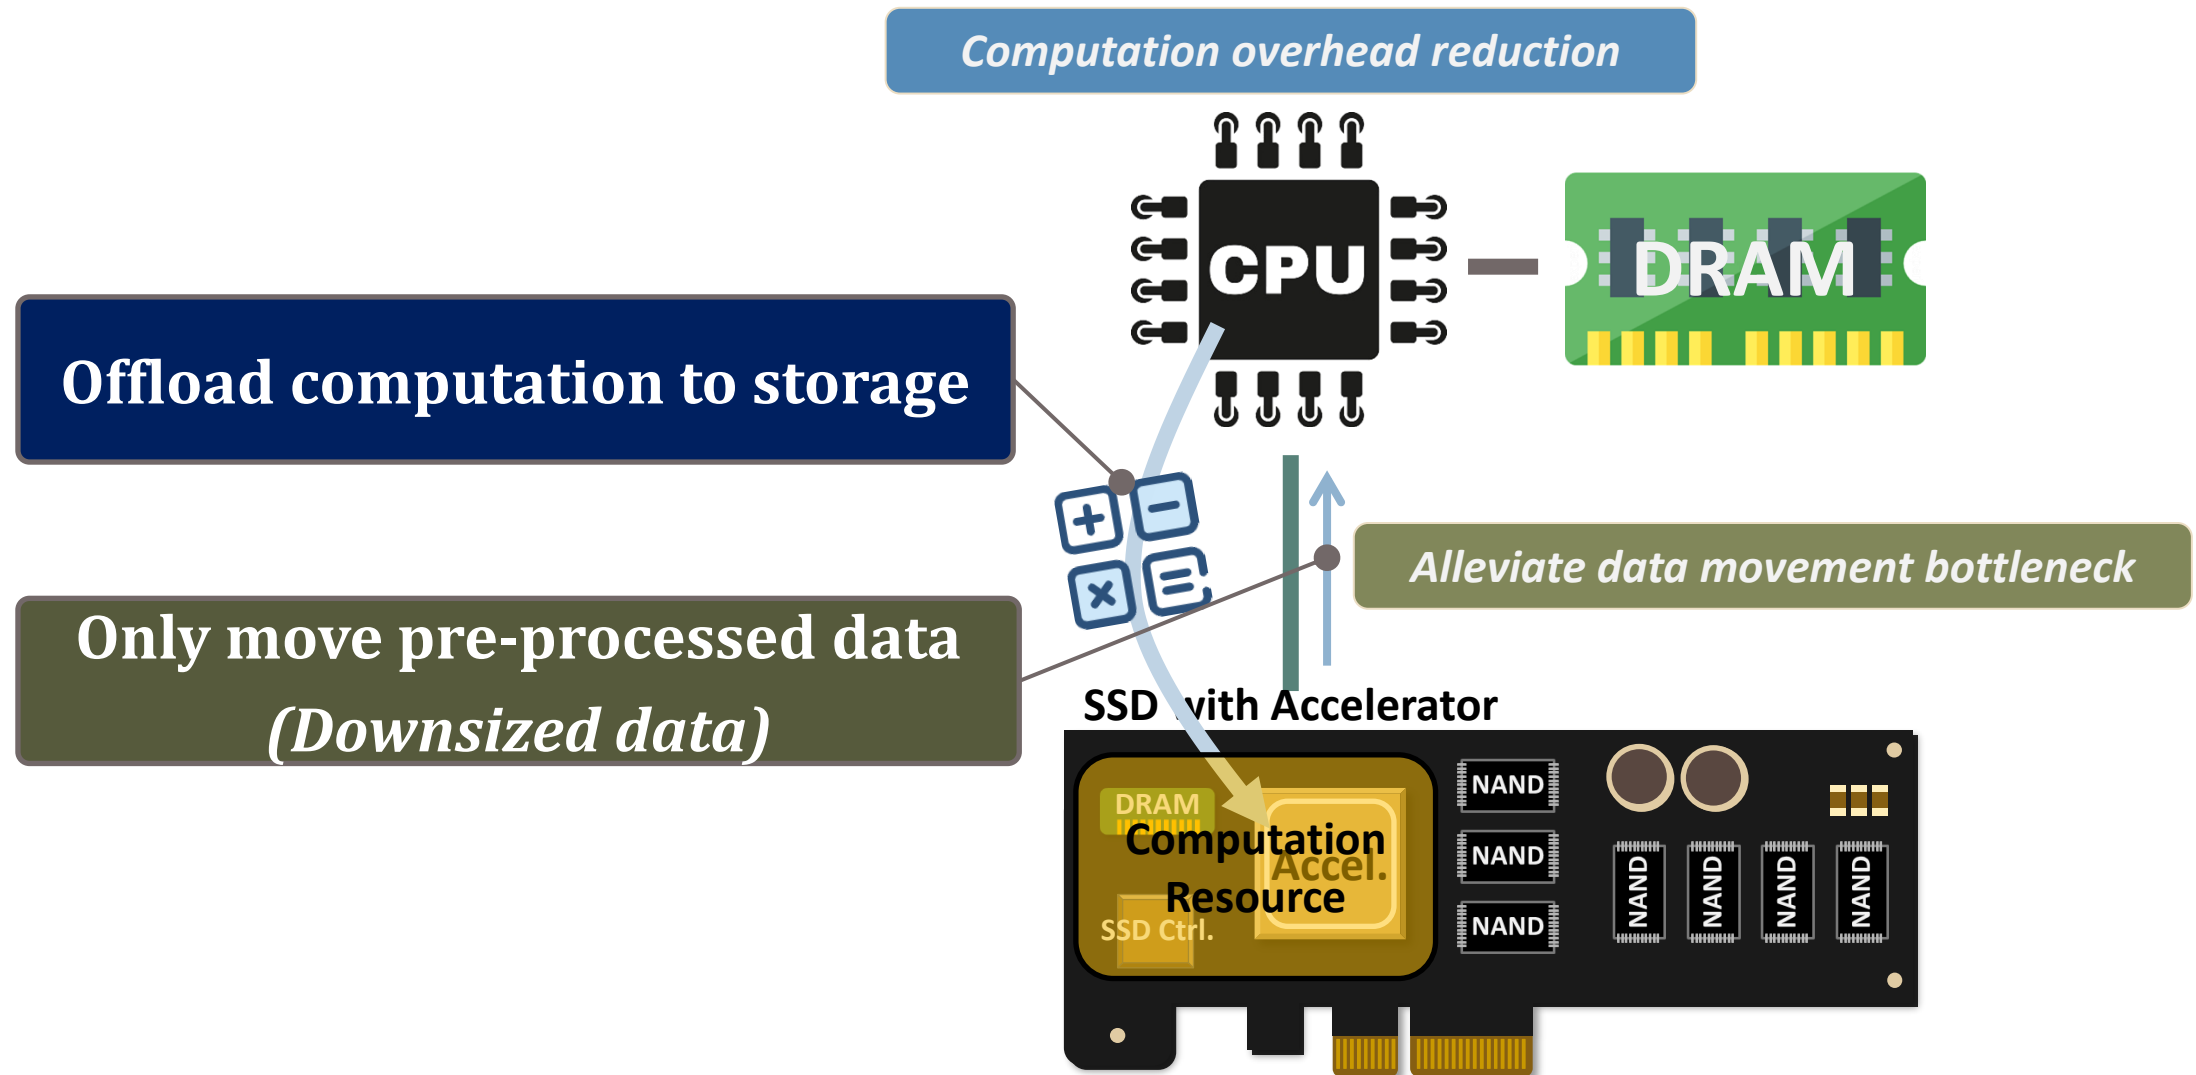 Computation overhead reduction
CPU
DRAM
Offload computation to storage
Alleviate data movement bottleneck
Only move pre-processed data
(Downsized data)
SSD with Accelerator
DRAM
Computation
Accel.
Resource
SSD Ctrl.
NAND
NAND
NAND
NAND
NAND
NAND
NAND